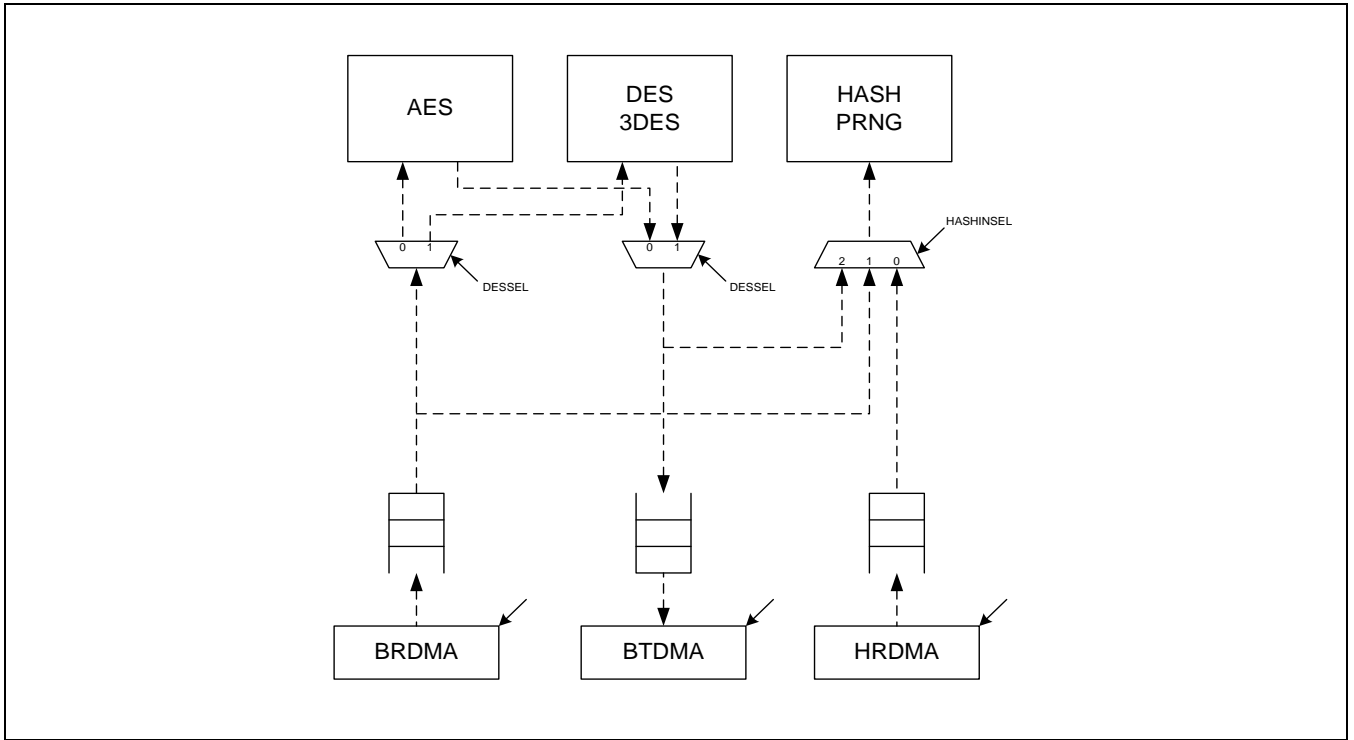 AES
DES
3DES
HASH
PRNG
HASHINSEL
0 1
0 1
2 1 0
DESSEL
DESSEL
BRDMA
BTDMA
HRDMA